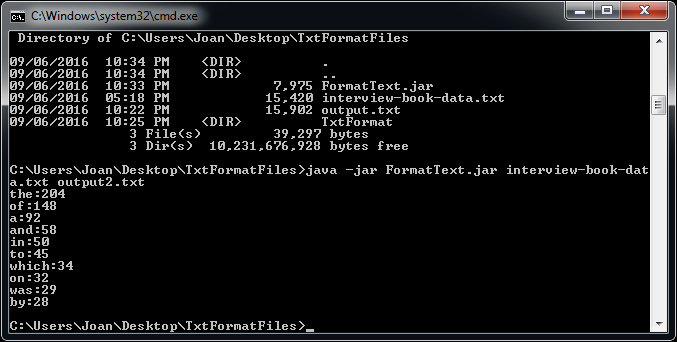 C:\Windows\system32\cmd.exe
Directory of C:\Users\Joan\Desktop\TxtFormatFiles
09/06/2016  10:34 PM    <DIR>          .
09/06/2016  10:34 PM    <DIR>          ..
09/06/2016  10:33 PM             7,975 FormatText.jar
09/06/2016  05:18 PM            15,420 interview-book-data.txt
09/06/2016  10:22 PM            15,902 output.txt
09/06/2016  10:25 PM    <DIR>          TxtFormat
3 File(s)         39,297 bytes
3 Dir(s)  10,231,676,928 bytes free
C:\Users\Joan\Desktop\TxtFormatFiles>java -jar FormatText.jar interview-book-dat
a.txt output2.txt
the:204
of:148
a:92
and:58
in:50
to:45
which:34
on:32
was:29
by:28
C:\Users\Joan\Desktop\TxtFormatFiles>_